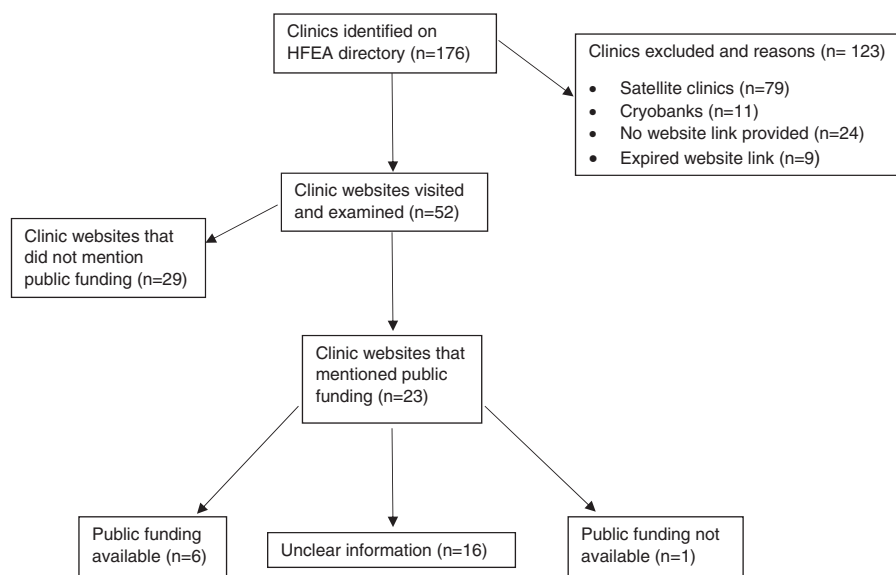 Clinics identified on
HFEA directory (n=176)
Clinics excluded and reasons (n= 123)
• Satellite clinics (n=79)
• Cryobanks (n=11)
• No website link provided (n=24)
• Expired website link (n=9)
Clinic websites visited
and examined (n=52)
Clinic websites that
did not mention
public funding (n=29)
Clinic websites that
mentioned public
funding (n=23)
Public funding
available (n=6)
Unclear information (n=16)
Public funding not
available (n=1)